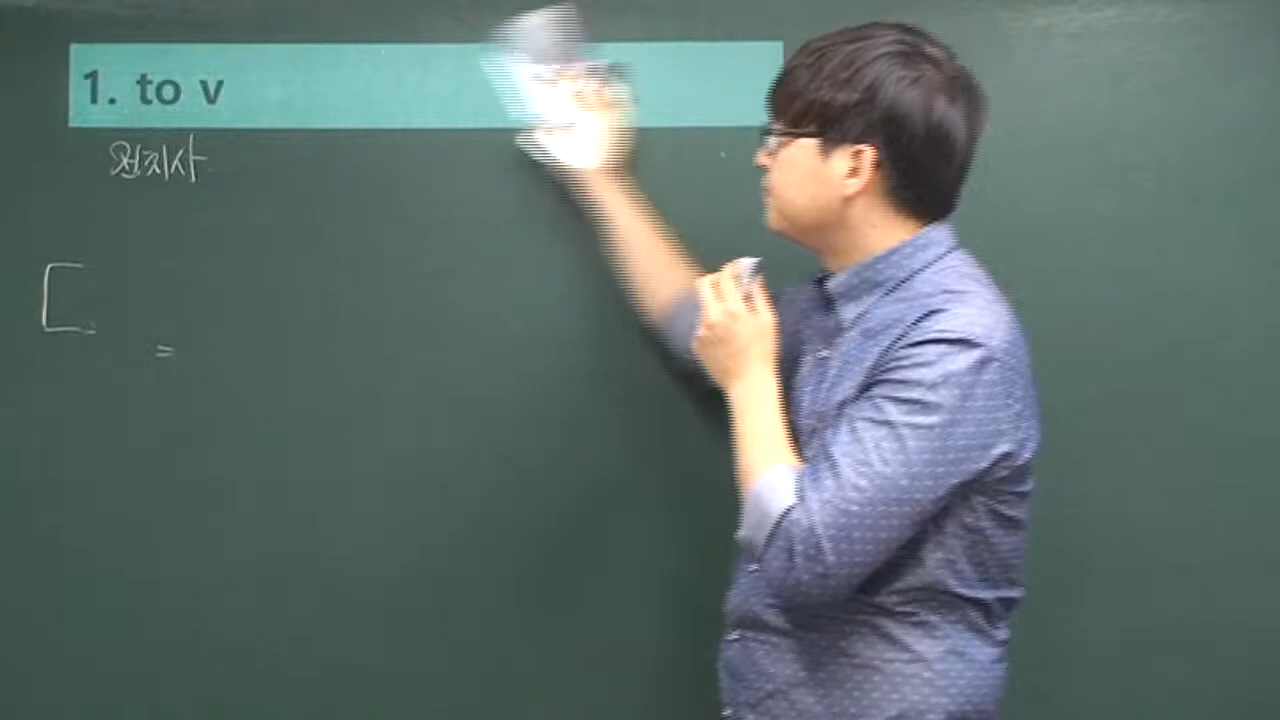 1. to v
전치사
=